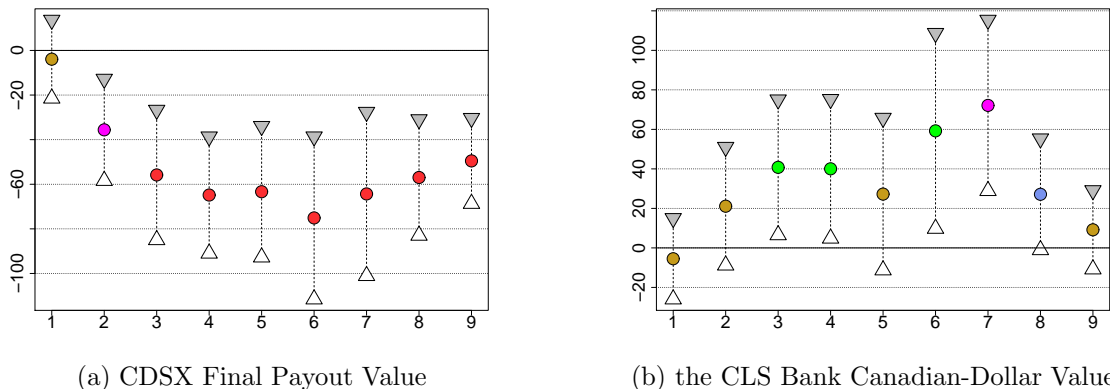 0
−20
−60
−100
1 2 3 4 5 6 7 8 9
(a) CDSX Final Payout Value
100
80
60
40
20
0
−20
1 2 3 4 5 6 7 8 9
(b) the CLS Bank Canadian-Dollar Value